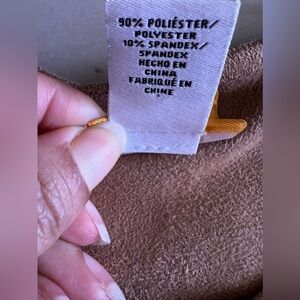 90% POLIÉSTER/
POLYESTER
10% SPANDEX/
SPANDEX
HECHO EN
CHINA
FABRIQUÉ EN
CHINE